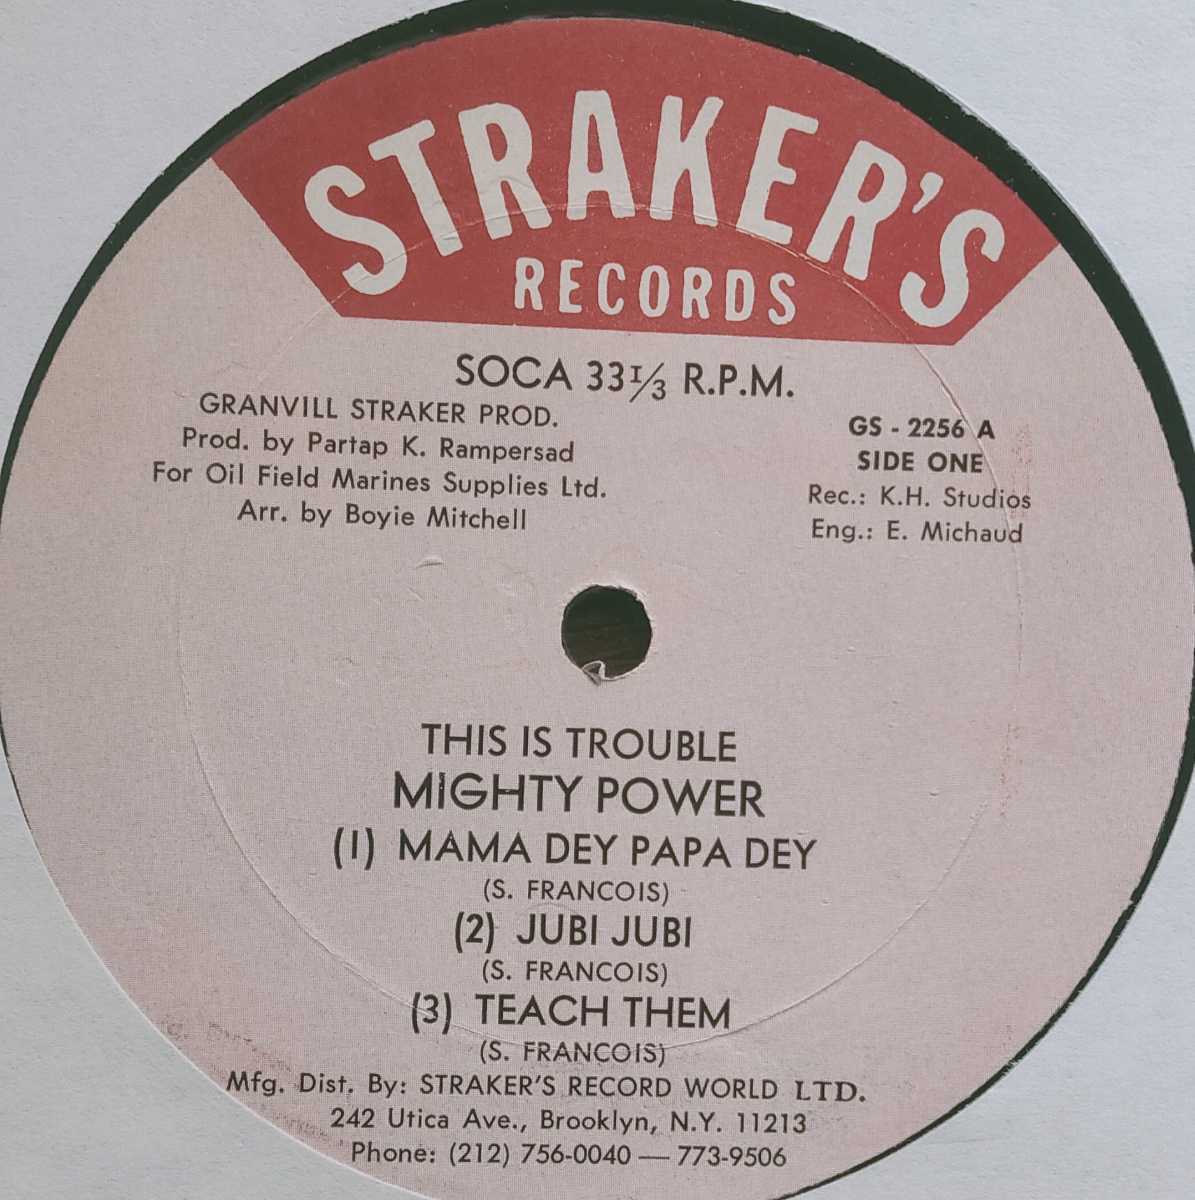 STRAKER'S
RECORDS
SOCA 33 1/3 R.P.M.
GRANVILL STRAKER PROD.
Prod. by Partap K. Rampersad
For Oil Field Marines Supplies Ltd.
Arr. by Boyie Mitchell
GS - 2256 A
SIDE ONE
Rec.: K.H. Studios
Eng.: E. Michaud
THIS IS TROUBLE
MIGHTY POWER
(1) MAMA DEY PAPA DEY
(S. FRANCOIS)
(2) JUBI JUBI
(S. FRANCOIS)
(3) TEACH THEM
(S. FRANCOIS)
Mfg. Dist. By: STRAKER'S RECORD WORLD LTD.
242 Utica Ave., Brooklyn, N.Y. 11213
Phone: (212) 756-0040 — 773-9506